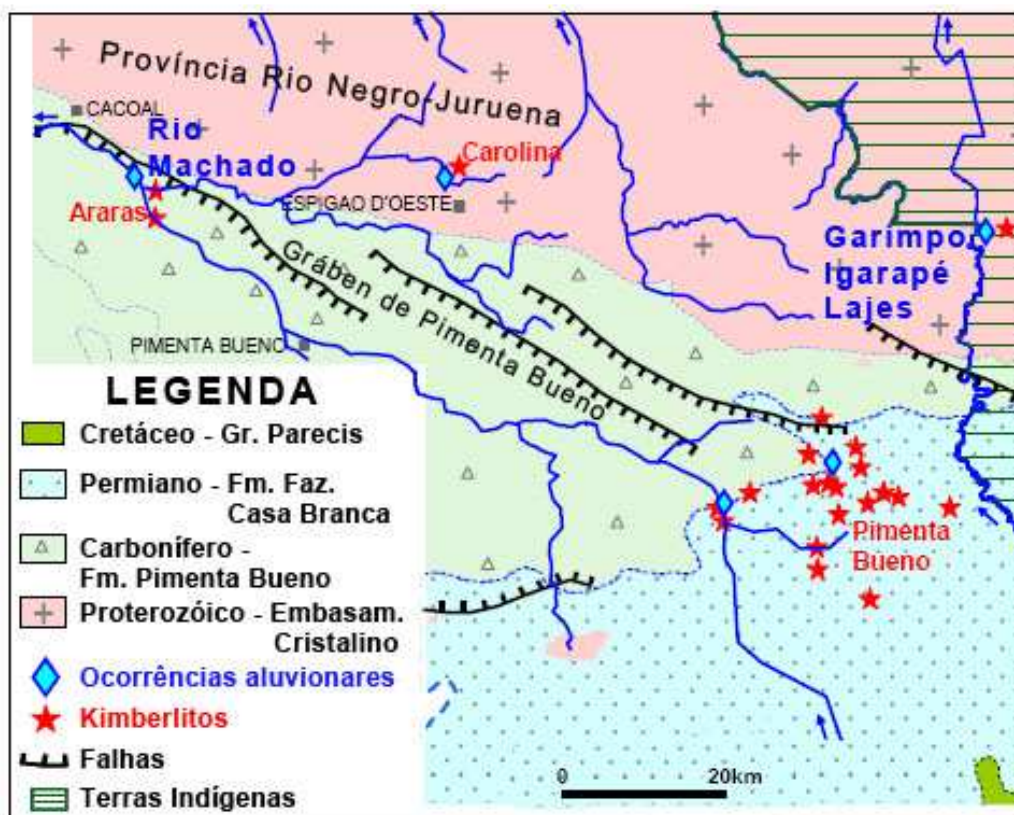 Província Rio Negro-Juruena
CACOAL
Rio
Machado
Carolina
ESPIGAO D'OESTE
Araras
Garimpo
Igarapé
Lajes
Gráben de Pimenta Bueno
PIMENTA BUENO
LEGENDA
Cretáceo - Gr. Parecis
Permiano - Fm. Faz.
Casa Branca
Carbonífero -
Fm. Pimenta Bueno
Proterozóico - Embasam.
Cristalino
Ocorrências aluvionares
Kimberlitos
Falhas
Terras Indígenas
Pimenta
Bueno
0 20km